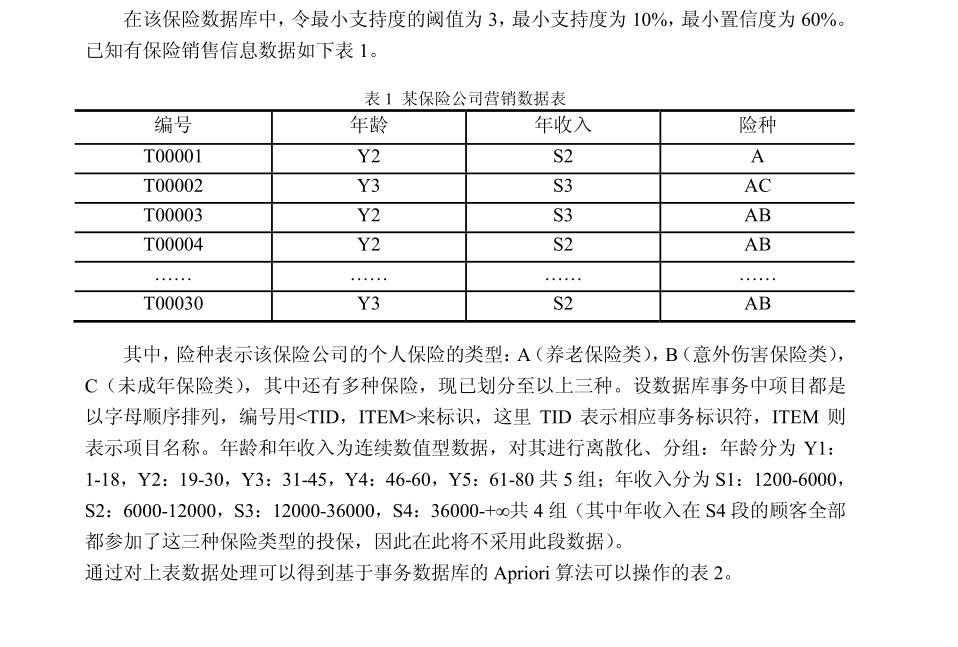 在该保险数据库中，令最小支持度的阈值为 3，最小支持度为 10%，最小置信度为 60%。
已知有保险销售信息数据如下表 1。
表 1 某保险公司营销数据表
编号 年龄 年收入 险种
T00001 Y2 S2 A
T00002 Y3 S3 AC
T00003 Y2 S3 AB
T00004 Y2 S2 AB
…… …… …… ……
T00030 Y3 S2 AB
其中，险种表示该保险公司的个人保险的类型：A（养老保险类），B（意外伤害保险类），
C（未成年保险类），其中还有多种保险，现已划分至以上三种。设数据库事务中项目都是
以字母顺序排列，编号用<TID，ITEM>来标识，这里 TID 表示相应事务标识符，ITEM 则
表示项目名称。年龄和年收入为连续数值型数据，对其进行离散化、分组：年龄分为 Y1：
1-18，Y2：19-30，Y3：31-45，Y4：46-60，Y5：61-80 共 5 组；年收入分为 S1：1200-6000，
S2：6000-12000，S3：12000-36000，S4：36000-+∞共 4 组（其中年收入在 S4 段的顾客全部
都参加了这三种保险类型的投保，因此在此将不采用此段数据）。
通过对上表数据处理可以得到基于事务数据库的 Apriori 算法可以操作的表 2。